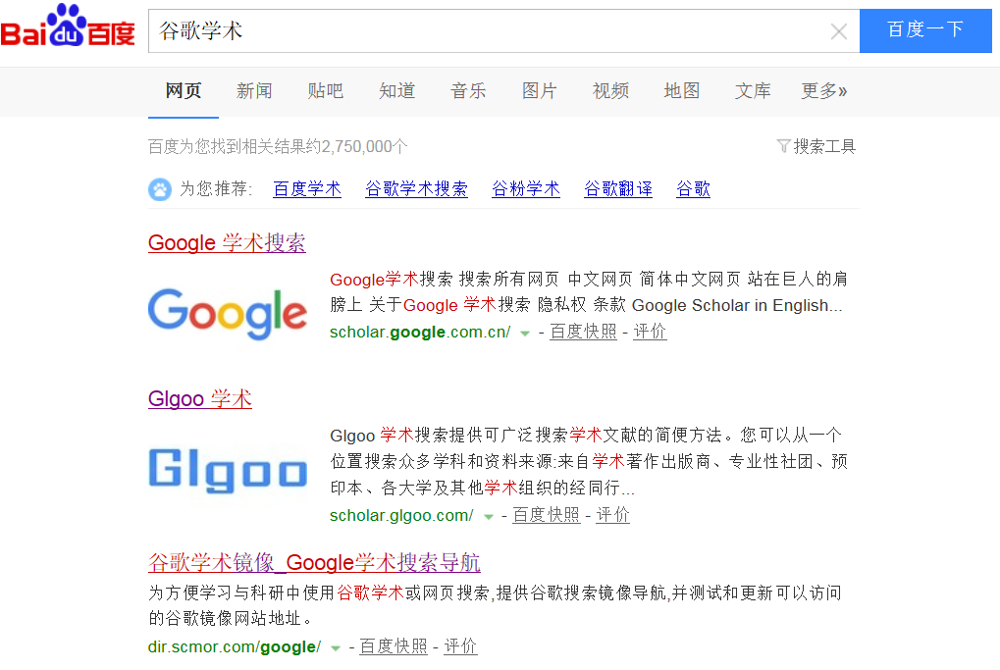 Bai du 百度 谷歌学术 百度一下
网页 新闻 贴吧 知道 音乐 图片 视频 地图 文库 更多»
百度为您找到相关结果约2,750,000个 搜索工具
为您推荐: 百度学术 谷歌学术搜索 谷粉学术 谷歌翻译 谷歌
Google 学术搜索
Google
Google学术搜索 搜索所有网页 中文网页 简体中文网页 站在巨人的肩
膀上 关于Google 学术搜索 隐私权 条款 Google Scholar in English...
scholar.google.com.cn/ - 百度快照 - 评价
Glgoo 学术
Glgoo
Glgoo 学术搜索提供可广泛搜索学术文献的简便方法。您可以从一个
位置搜索众多学科和资料来源:来自学术著作出版商、专业性社团、预
印本、各大学及其他学术组织的经同行...
scholar.glgoo.com/ - 百度快照 - 评价
谷歌学术镜像_Google学术搜索导航
为方便学习与科研中使用谷歌学术或网页搜索,提供谷歌搜索镜像导航,并测试和更新可以访问
的谷歌镜像网站地址。
dir.scmor.com/google/ - 百度快照 - 评价